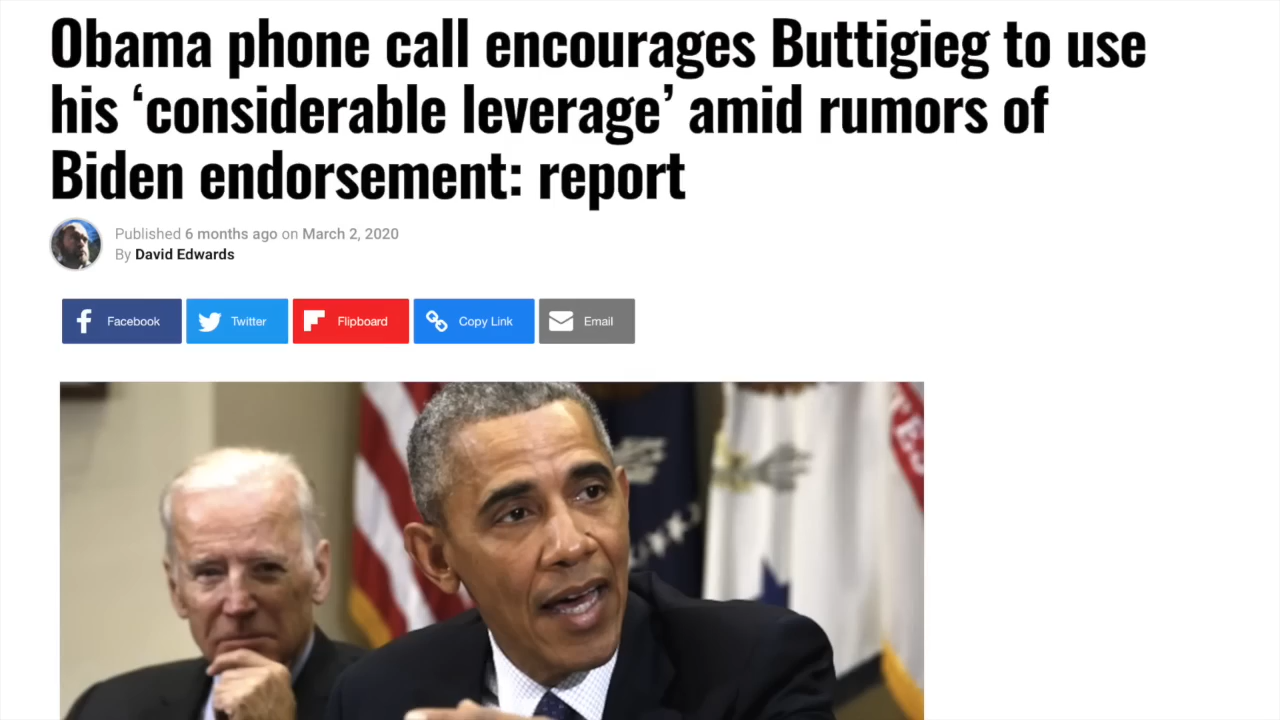 Obama phone call encourages Buttigieg to use
his ‘considerable leverage’ amid rumors of
Biden endorsement: report
Published 6 months ago on March 2, 2020
By David Edwards
Facebook
Twitter
Flipboard
Copy Link
Email
TES